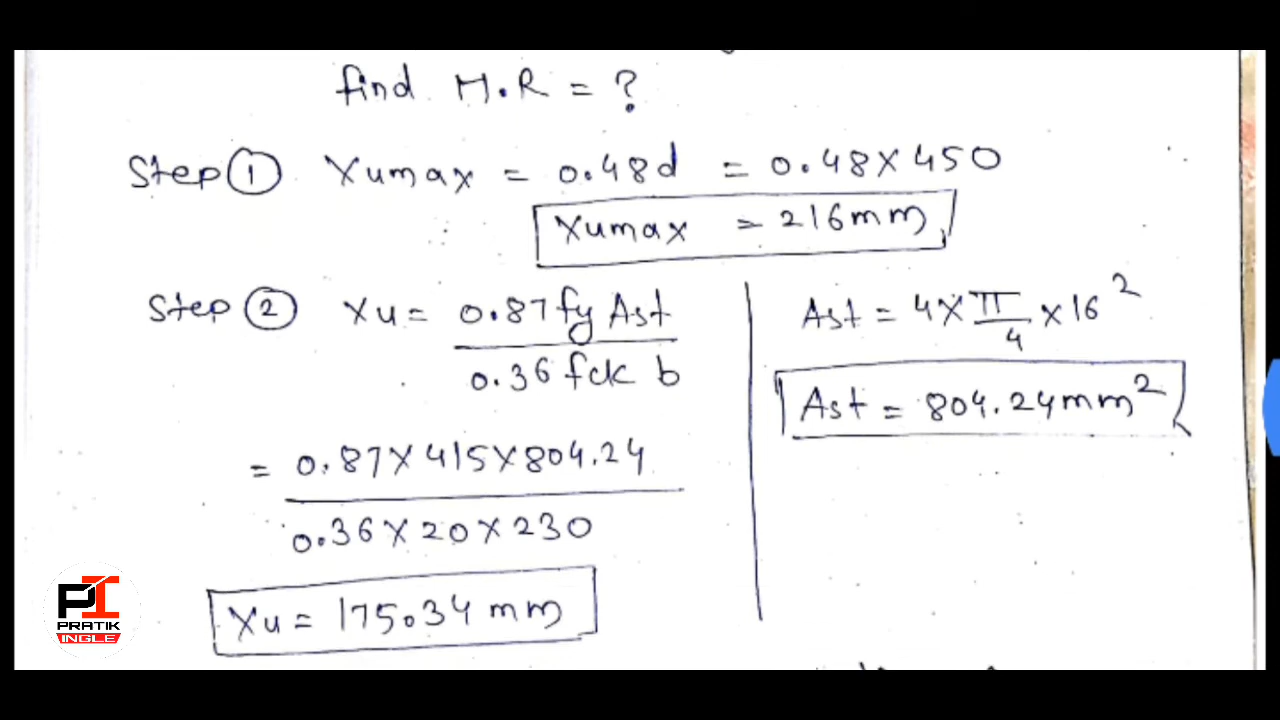 find M.R = ?
Step ① Xumax = 0.48d = 0.48×450
Xumax = 216mm
Step ② Xu = 0.87 fy Ast
0.36 fck b
= 0.87×415×804.24
0.36×20×230
Xu = 175.34 mm
Ast = 4×π/4×16²
Ast = 804.24mm²
PI
PRATIK
INGLE